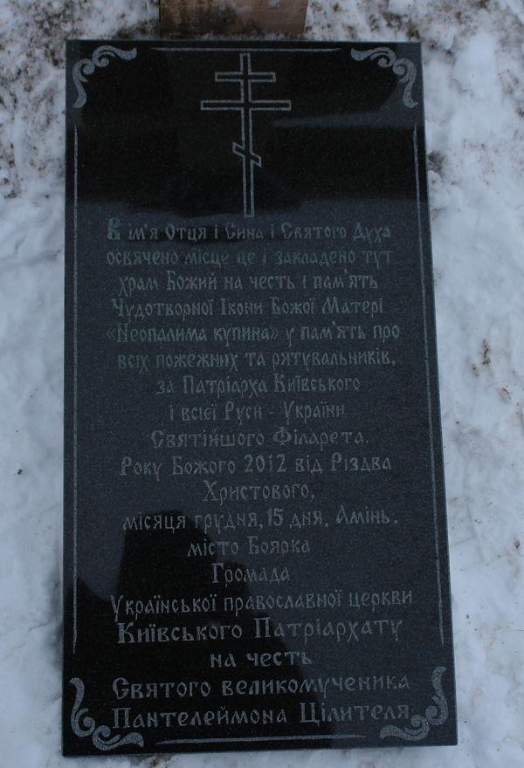 В ім'я Отця і Сина і Святого Духа
освячено місце це і закладено тут
храм Божий на честь і пам'ять
Чудотворної Ікони Божої Матері
«Неопалима купина» у пам'ять про
всіх пожежних та рятувальників,
за Патріарха Київського
і всієї Руси - України
Святійшого Філарета.
Року Божого 2012 від Різдва
Христового,
місяця грудня, 15 дня, Амінь.
місто Боярка
Громада
Української православної церкви
Київського Патріархату
на честь
Святого великомученика
Пантелеймона Цілителя